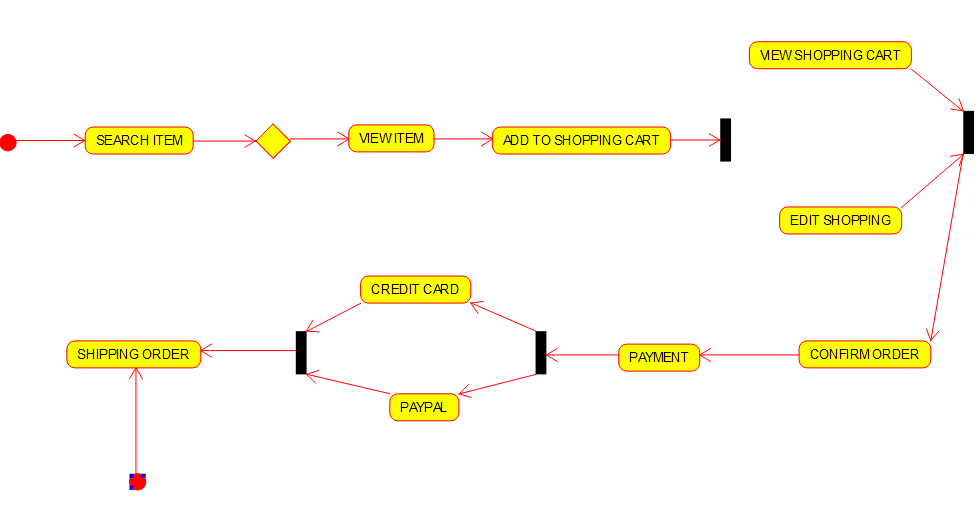 VIEW SHOPPING CART
SEARCH ITEM
VIEW ITEM
ADD TO SHOPPING CART
EDIT SHOPPING
CREDIT CARD
SHIPPING ORDER
PAYMENT
CONFIRM ORDER
PAYPAL